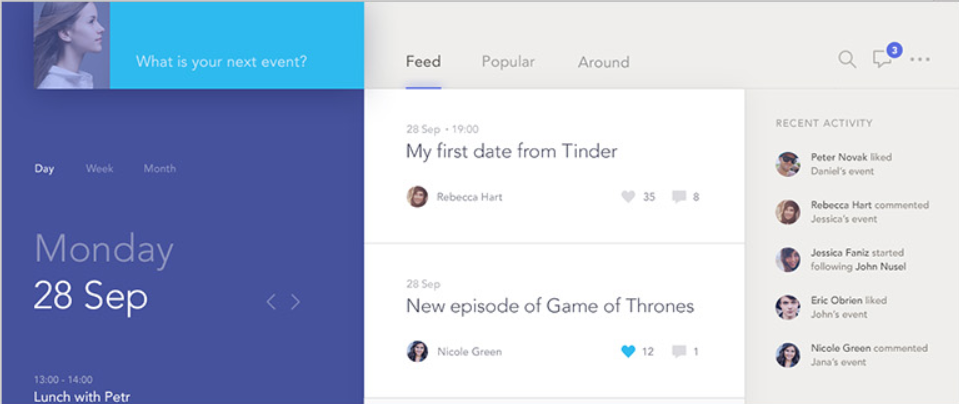 What is your next event?
Day Week Month
Monday
28 Sep
13:00 - 14:00
Lunch with Petr
Feed Popular Around
3
28 Sep • 19:00
My first date from Tinder
Rebecca Hart 35 8
28 Sep
New episode of Game of Thrones
Nicole Green 12 1
RECENT ACTIVITY
Peter Novak liked
Daniel's event
Rebecca Hart commented
Jessica's event
Jessica Faniz started
following John Nusel
Eric Obrien liked
John's event
Nicole Green commented
Jana's event